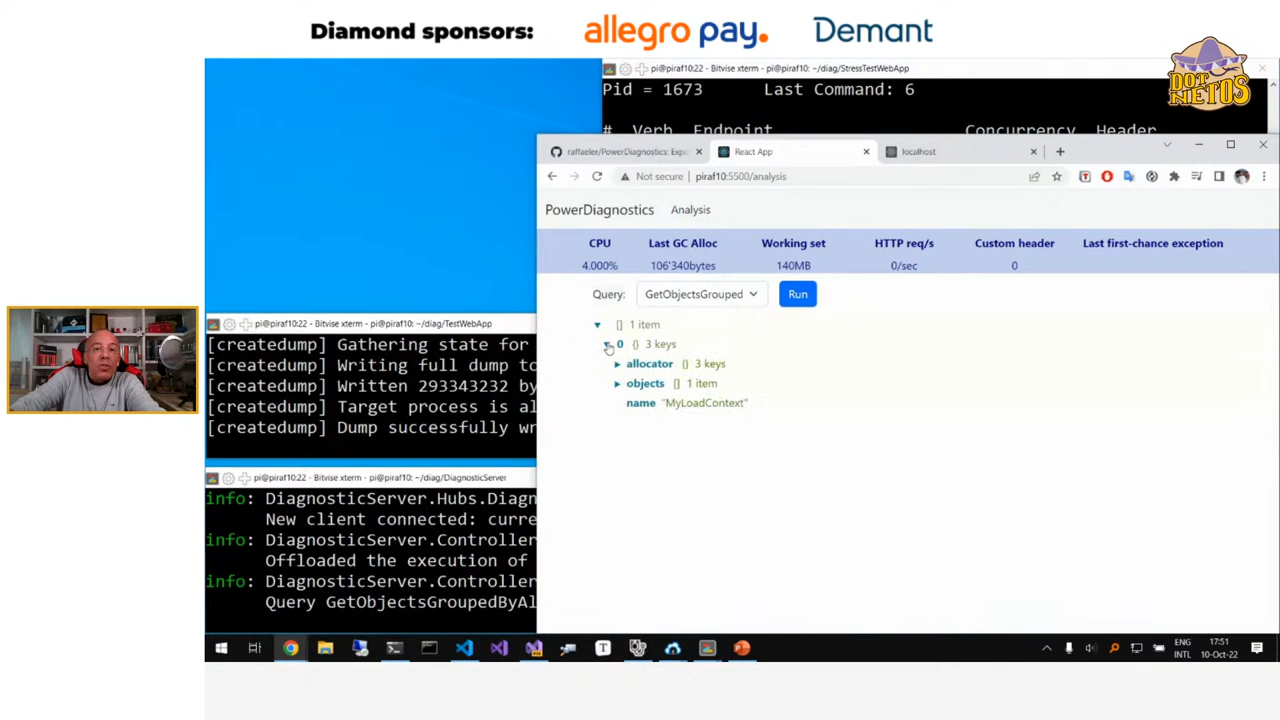 Diamond sponsors: allegro pay. Demant
DOT NETOS
pi@piraf10:22 - Bitvise xterm - pi@piraf10: ~/diag/StressTestWebApp
Pid = 1673 Last Command: 6
# Verb Endpoint Concurrency Header
raffaeler/PowerDiagnostics: Expe
React App
localhost
Not secure piraf10:5500/analysis
PowerDiagnostics Analysis
CPU Last GC Alloc Working set HTTP req/s Custom header Last first-chance exception
4.000% 106'340bytes 140MB 0/sec 0
Query: GetObjectsGrouped Run
[] 1 item
0 {} 3 keys
allocator {} 3 keys
objects [] 1 item
name "MyLoadContext"
pi@piraf10:22 - Bitvise xterm - pi@piraf10: ~/diag/TestWebApp
[createdump] Gathering state for
[createdump] Writing full dump to
[createdump] Written 293343232 by
[createdump] Target process is al
[createdump] Dump successfully wr
pi@piraf10:22 - Bitvise xterm - pi@piraf10: ~/diag/DiagnosticServer
info: DiagnosticServer.Hubs.Diagn
New client connected: curre
info: DiagnosticServer.Controller
Offloaded the execution of
info: DiagnosticServer.Controller
Query GetObjectsGroupedByAl
ENG 17:51
INTL 10-Oct-22